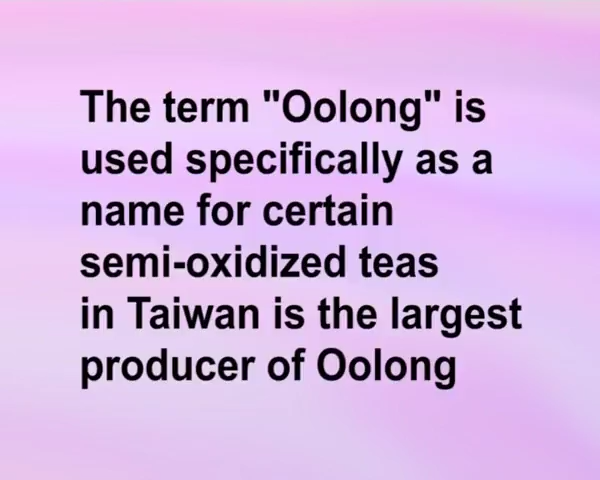 The term "Oolong" is
used specifically as a
name for certain
semi-oxidized teas
in Taiwan is the largest
producer of Oolong